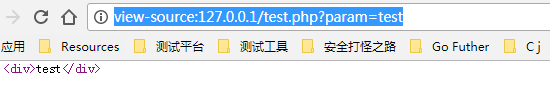 view-source:127.0.0.1/test.php?param=test
应用 Resources 测试平台 测试工具 安全打怪之路 Go Futher C j
<div>test</div>